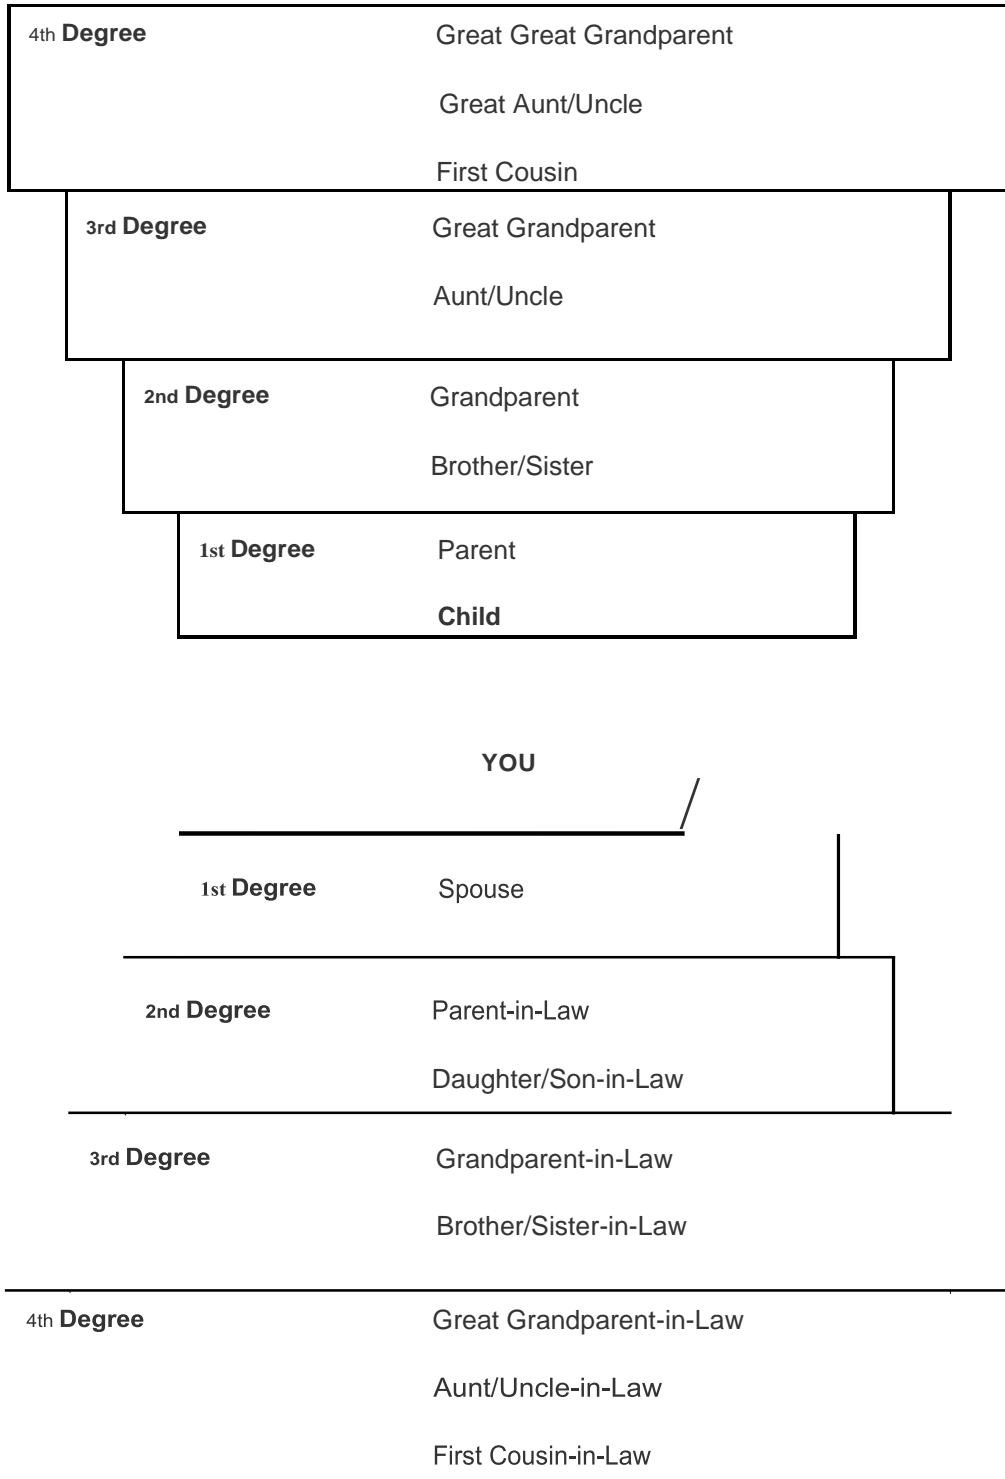 4th Degree Great Great Grandparent
Great Aunt/Uncle
First Cousin
3rd Degree Great Grandparent
Aunt/Uncle
2nd Degree Grandparent
Brother/Sister
1st Degree Parent
Child
YOU
1st Degree Spouse
2nd Degree Parent-in-Law
Daughter/Son-in-Law
3rd Degree Grandparent-in-Law
Brother/Sister-in-Law
4th Degree Great Grandparent-in-Law
Aunt/Uncle-in-Law
First Cousin-in-Law